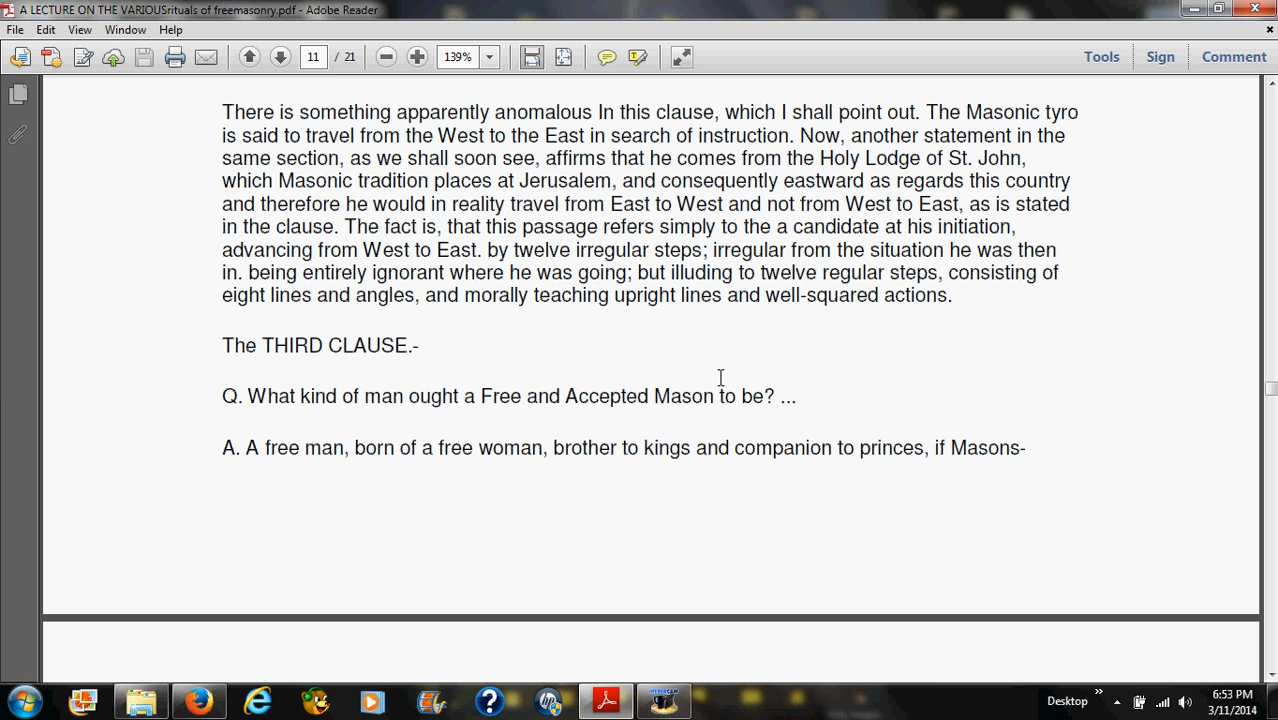 A LECTURE ON THE VARIOUSrituals of freemasonry.pdf - Adobe Reader
File Edit View Window Help
11 / 21 139% Tools Sign Comment
There is something apparently anomalous In this clause, which I shall point out. The Masonic tyro
is said to travel from the West to the East in search of instruction. Now, another statement in the
same section, as we shall soon see, affirms that he comes from the Holy Lodge of St. John,
which Masonic tradition places at Jerusalem, and consequently eastward as regards this country
and therefore he would in reality travel from East to West and not from West to East, as is stated
in the clause. The fact is, that this passage refers simply to the a candidate at his initiation,
advancing from West to East. by twelve irregular steps; irregular from the situation he was then
in. being entirely ignorant where he was going; but illuding to twelve regular steps, consisting of
eight lines and angles, and morally teaching upright lines and well-squared actions.
The THIRD CLAUSE.-
Q. What kind of man ought a Free and Accepted Mason to be? ...
A. A free man, born of a free woman, brother to kings and companion to princes, if Masons-
HYPERCAM
Desktop
6:53 PM
3/11/2014